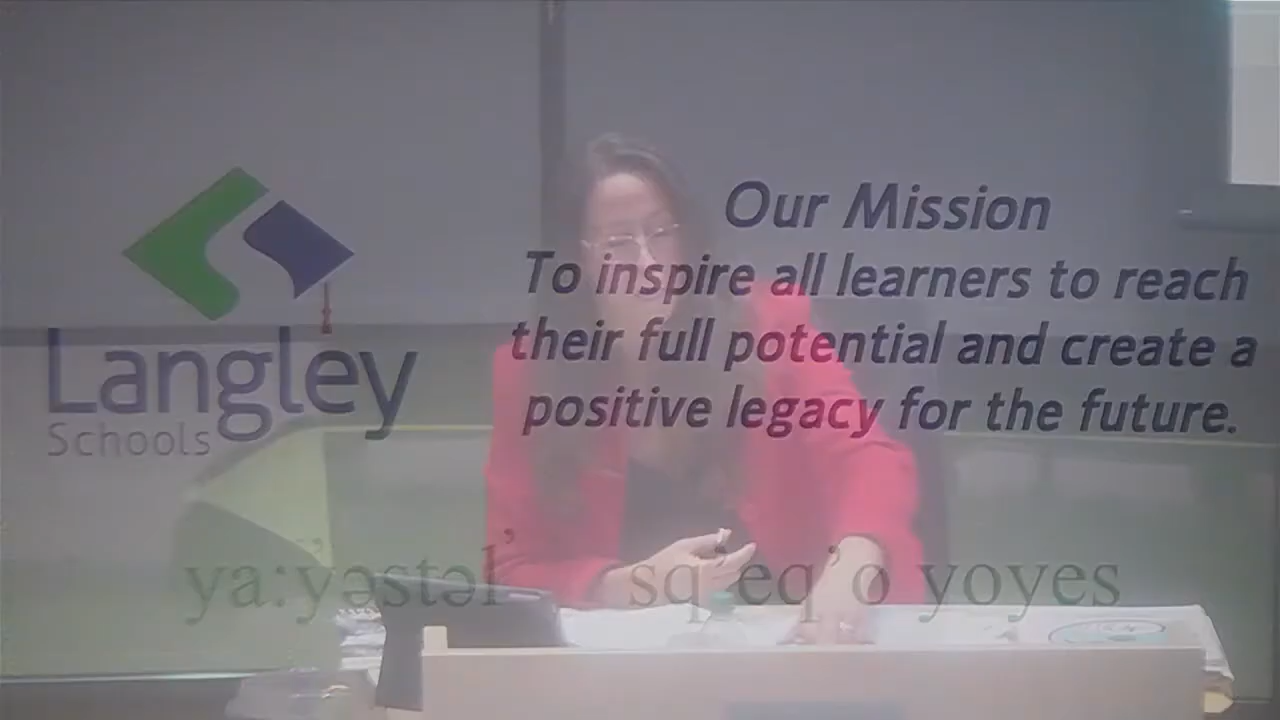 Langley
Schools
Our Mission
To inspire all learners to reach
their full potential and create a
positive legacy for the future.
ya:yəstəl̓ sq̓eq̓o yoyes